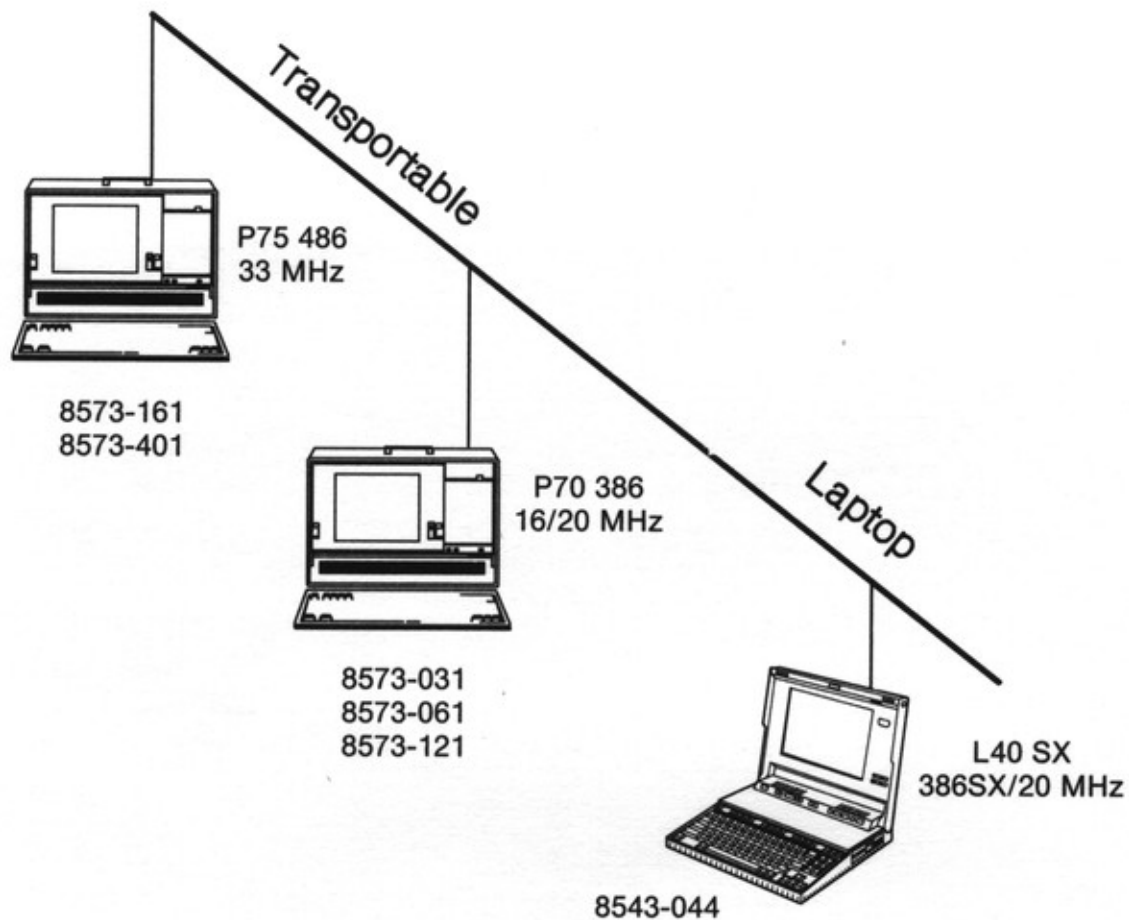 Transportable
P75 486
33 MHz
8573-161
8573-401
P70 386
16/20 MHz
8573-031
8573-061
8573-121
Laptop
L40 SX
386SX/20 MHz
8543-044